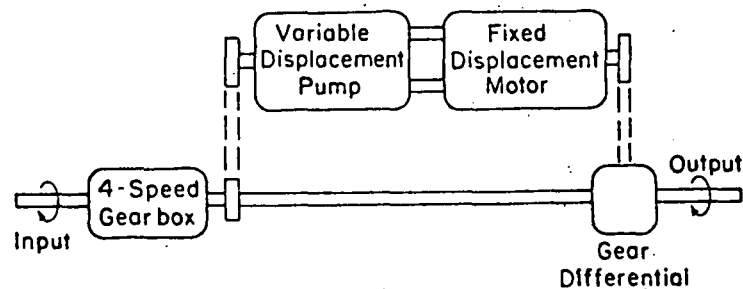 Variable
Displacement
Pump
Fixed
Displacement
Motor
4-Speed
Gear box
Input
Output
Gear
Differential